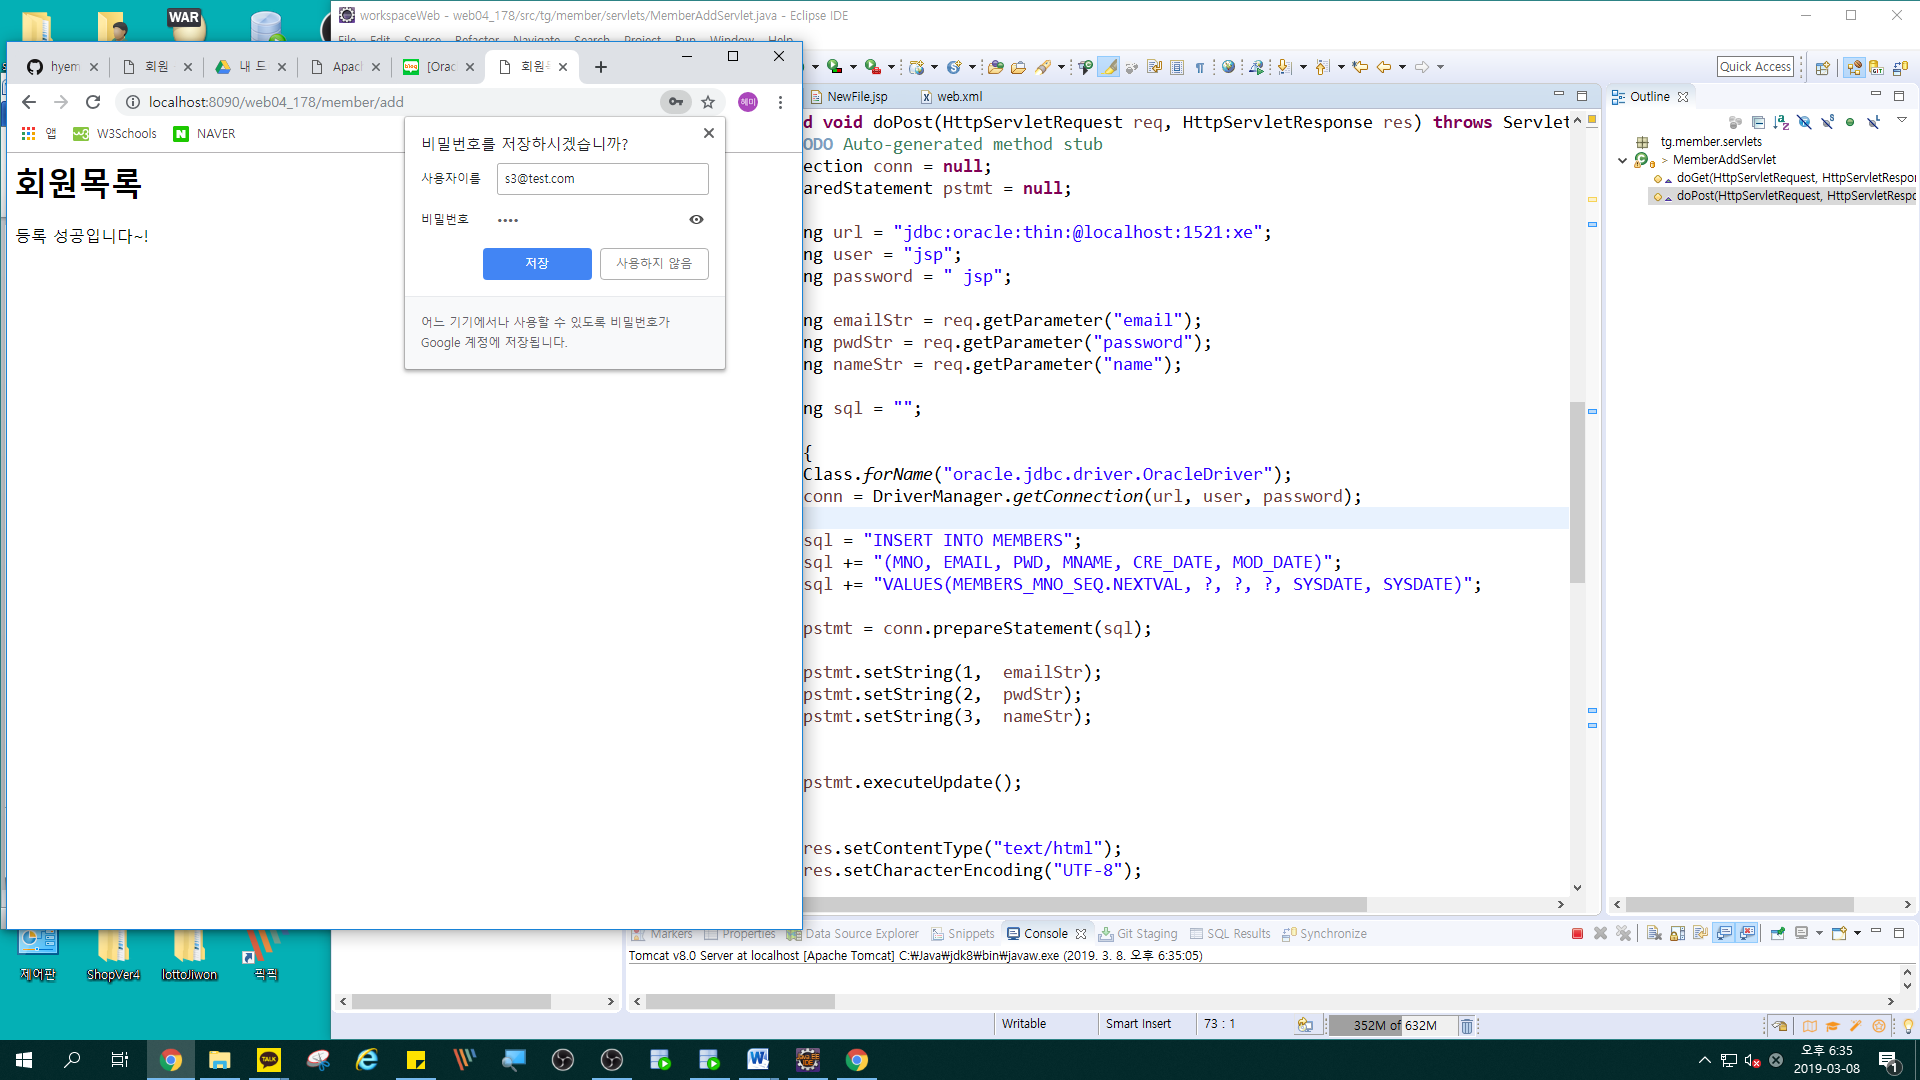 WAR
workspaceWeb - web04_178/src/tg/member/servlets/MemberAddServlet.java - Eclipse IDE
File Edit Source Refactor Navigate Search Project Run Window Help
hyem
회원
내 드
Apac
[Orac
회원
Quick Access
localhost:8090/web04_178/member/add
혜미
앱 W3Schools NAVER
NewFile.jsp web.xml
Outline
비밀번호를 저장하시겠습니까?
사용자이름 s3@test.com
비밀번호 ••••
저장 사용하지 않음
어느 기기에서나 사용할 수 있도록 비밀번호가
Google 계정에 저장됩니다.
회원목록
등록 성공입니다~!
d void doPost(HttpServletRequest req, HttpServletResponse res) throws Servlet
ODO Auto-generated method stub
ection conn = null;
aredStatement pstmt = null;
ng url = "jdbc:oracle:thin:@localhost:1521:xe";
ng user = "jsp";
ng password = " jsp";
ng emailStr = req.getParameter("email");
ng pwdStr = req.getParameter("password");
ng nameStr = req.getParameter("name");
ng sql = "";
{
Class.forName("oracle.jdbc.driver.OracleDriver");
conn = DriverManager.getConnection(url, user, password);
sql = "INSERT INTO MEMBERS";
sql += "(MNO, EMAIL, PWD, MNAME, CRE_DATE, MOD_DATE)";
sql += "VALUES(MEMBERS_MNO_SEQ.NEXTVAL, ?, ?, ?, SYSDATE, SYSDATE)";
pstmt = conn.prepareStatement(sql);
pstmt.setString(1,  emailStr);
pstmt.setString(2,  pwdStr);
pstmt.setString(3,  nameStr);
pstmt.executeUpdate();
res.setContentType("text/html");
res.setCharacterEncoding("UTF-8");
tg.member.servlets
> MemberAddServlet
doGet(HttpServletRequest, HttpServletRespor
doPost(HttpServletRequest, HttpServletRespo
Markers Properties Data Source Explorer Snippets Console Git Staging SQL Results Synchronize
Tomcat v8.0 Server at localhost [Apache Tomcat] C:₩Java₩jdk8₩bin₩javaw.exe (2019. 3. 8. 오후 6:35:05)
제어판 ShopVer4 lottoJiwon 픽픽
Writable Smart Insert 73 : 1 352M of 632M
TALK
오후 6:35
2019-03-08
1